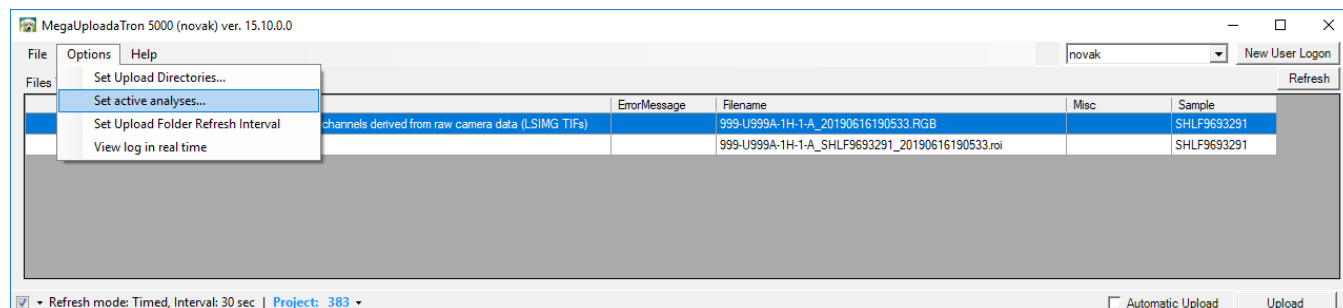 MegaUploadaTron 5000 (novak) ver. 15.10.0.0
File Options Help novak New User Logon
Files Refresh
Set Upload Directories...
Set active analyses...
Set Upload Folder Refresh Interval
View log in real time
ErrorMessage Filename Misc Sample
channels derived from raw camera data (LSIMG TIFs) 999-U999A-1H-1-A_20190616190533.RGB SHLF9693291
999-U999A-1H-1-A_SHLF9693291_20190616190533.roi SHLF9693291
Refresh mode: Timed, Interval: 30 sec | Project: 383 Automatic Upload Upload